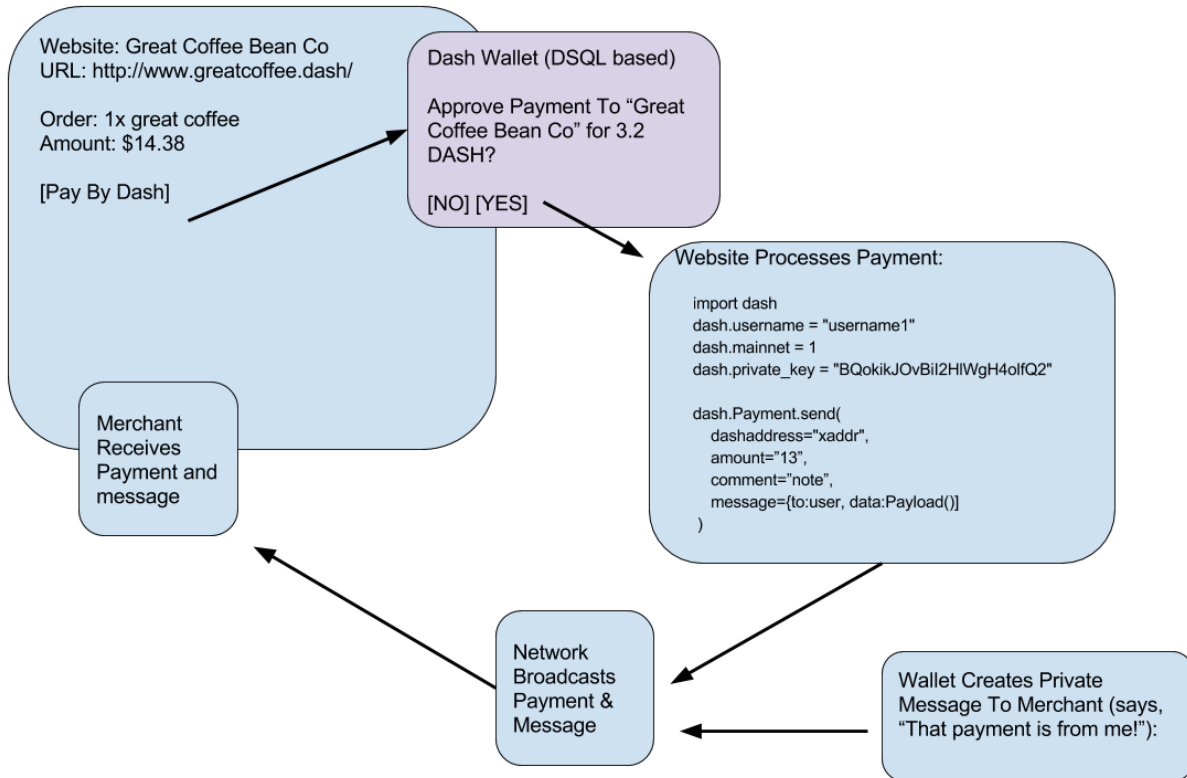 Website: Great Coffee Bean Co
URL: http://www.greatcoffee.dash/
Order: 1x great coffee
Amount: $14.38
[Pay By Dash]
Dash Wallet (DSQL based)
Approve Payment To “Great
Coffee Bean Co” for 3.2
DASH?
[NO] [YES]
Website Processes Payment:
import dash
dash.username = "username1"
dash.mainnet = 1
dash.private_key = "BQokikJOvBiI2HlWgH4olfQ2"
dash.Payment.send(
dashaddress="xaddr",
amount=”13”,
comment=”note”,
message={to:user, data:Payload()]
)
Merchant
Receives
Payment and
message
Network
Broadcasts
Payment &
Message
Wallet Creates Private
Message To Merchant (says,
“That payment is from me!”):